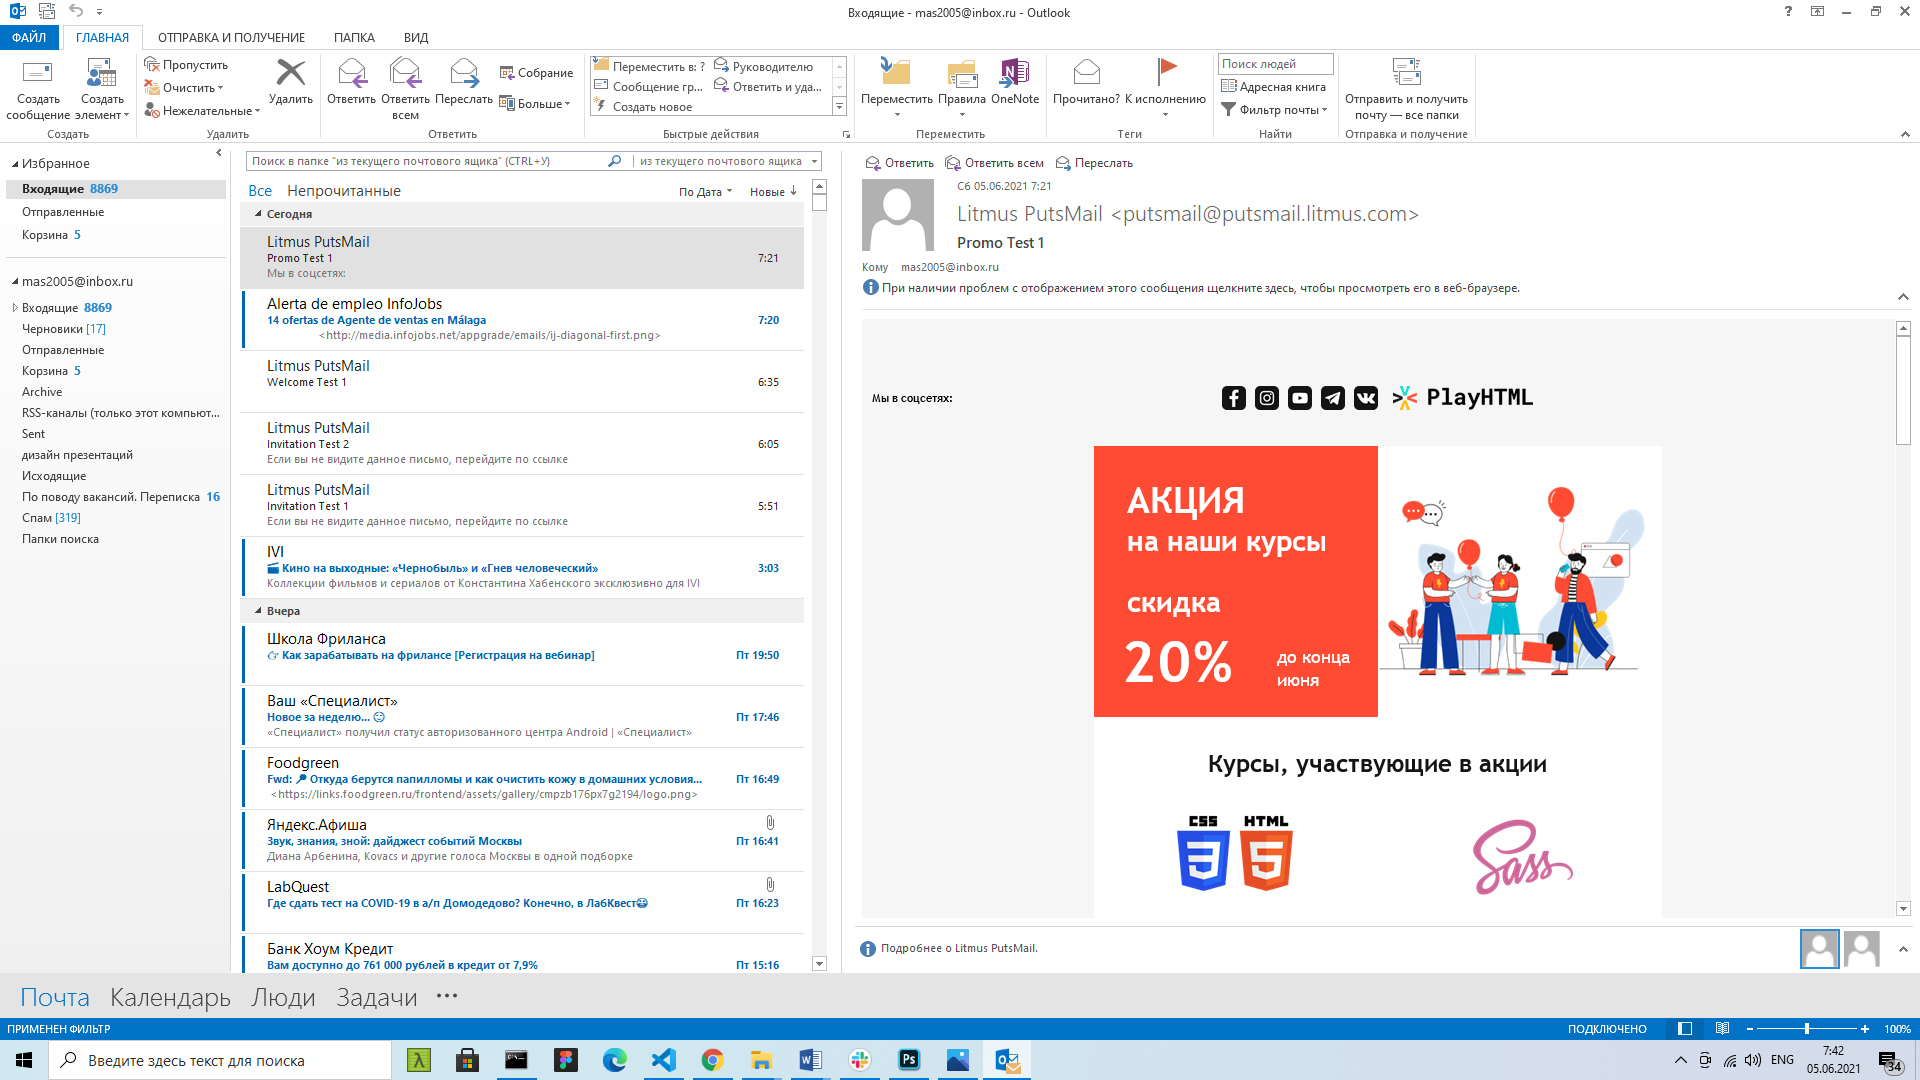 Входящие - mas2005@inbox.ru - Outlook
ФАЙЛ ГЛАВНАЯ ОТПРАВКА И ПОЛУЧЕНИЕ ПАПКА ВИД
Создать сообщение
Создать элемент
Создать
Пропустить
Очистить
Нежелательные
Удалить
Удалить
Ответить
Ответить всем
Переслать
Собрание
Больше
Ответить
Переместить в: ?
Сообщение гр...
Создать новое
Руководителю
Ответить и уда...
Быстрые действия
Переместить
Правила
OneNote
Переместить
Прочитано?
К исполнению
Теги
Поиск людей
Адресная книга
Фильтр почты
Найти
Отправить и получить
почту — все папки
Отправка и получение
Избранное
Входящие 8869
Отправленные
Корзина 5
mas2005@inbox.ru
Входящие 8869
Черновики [17]
Отправленные
Корзина 5
Archive
RSS-каналы (только этот компьют...
Sent
дизайн презентаций
Исходящие
По поводу вакансий. Переписка 16
Спам [319]
Папки поиска
Поиск в папке "из текущего почтового ящика" (CTRL+У)
из текущего почтового ящика
Все Непрочитанные
По Дата Новые
Сегодня
Litmus PutsMail
Promo Test 1 7:21
Мы в соцсетях:
Alerta de empleo InfoJobs
14 ofertas de Agente de ventas en Málaga 7:20
<http://media.infojobs.net/appgrade/emails/ij-diagonal-first.png>
Litmus PutsMail
Welcome Test 1 6:35
Litmus PutsMail
Invitation Test 2 6:05
Если вы не видите данное письмо, перейдите по ссылке
Litmus PutsMail
Invitation Test 1 5:51
Если вы не видите данное письмо, перейдите по ссылке
IVI
Кино на выходные: «Чернобыль» и «Гнев человеческий» 3:03
Коллекции фильмов и сериалов от Константина Хабенского эксклюзивно для IVI
Вчера
Школа Фриланса
Как зарабатывать на фрилансе [Регистрация на вебинар] Пт 19:50
Ваш «Специалист»
Новое за неделю... Пт 17:46
«Специалист» получил статус авторизованного центра Android | «Специалист»
Foodgreen
Fwd: Откуда берутся папилломы и как очистить кожу в домашних условия... Пт 16:49
<https://links.foodgreen.ru/frontend/assets/gallery/cmpzb176px7g2194/logo.png>
Яндекс.Афиша
Звук, знания, зной: дайджест событий Москвы Пт 16:41
Диана Арбенина, Kovacs и другие голоса Москвы в одной подборке
LabQuest
Где сдать тест на COVID-19 в а/п Домодедово? Конечно, в ЛабКвест Пт 16:23
Банк Хоум Кредит
Вам доступно до 761 000 рублей в кредит от 7,9% Пт 15:16
Ответить Ответить всем Переслать
Сб 05.06.2021 7:21
Litmus PutsMail <putsmail@putsmail.litmus.com>
Promo Test 1
Кому mas2005@inbox.ru
При наличии проблем с отображением этого сообщения щелкните здесь, чтобы просмотреть его в веб-браузере.
Мы в соцсетях:
PlayHTML
АКЦИЯ
на наши курсы
скидка
20% до конца
июня
Курсы, участвующие в акции
CSS HTML
3 5
Sass
Подробнее о Litmus PutsMail.
Почта Календарь Люди Задачи ...
ПРИМЕНЕН ФИЛЬТР
ПОДКЛЮЧЕНО
100%
Введите здесь текст для поиска
Ps
ENG
7:42
05.06.2021
34